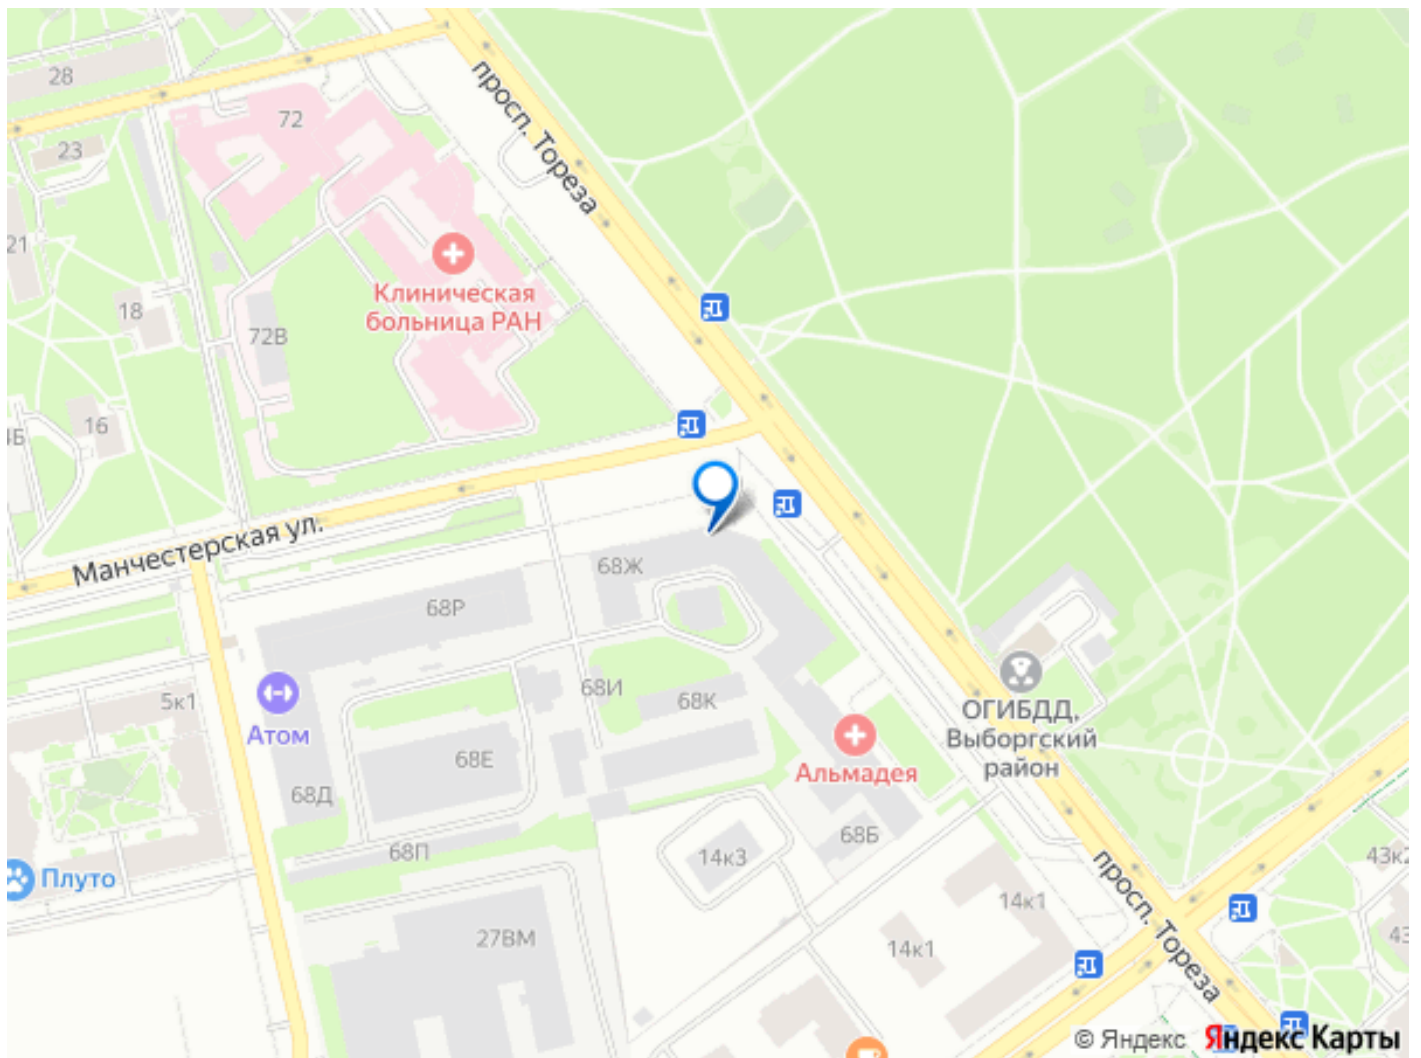 28
просп. Тореза
72
23
21
Клиническая
больница РАН
18
72В
16
4Б
Манчестерская ул.
68Ж
68Р
5к1
Атом
68И
68К
ОГИБДД,
Выборгский
район
68Е
Альмадея
68Д
68Б
68П
14к3
43к2
Плуто
просп. Тореза
14к1
27ВМ
14к1
43
© Яндекс
Яндекс Карты